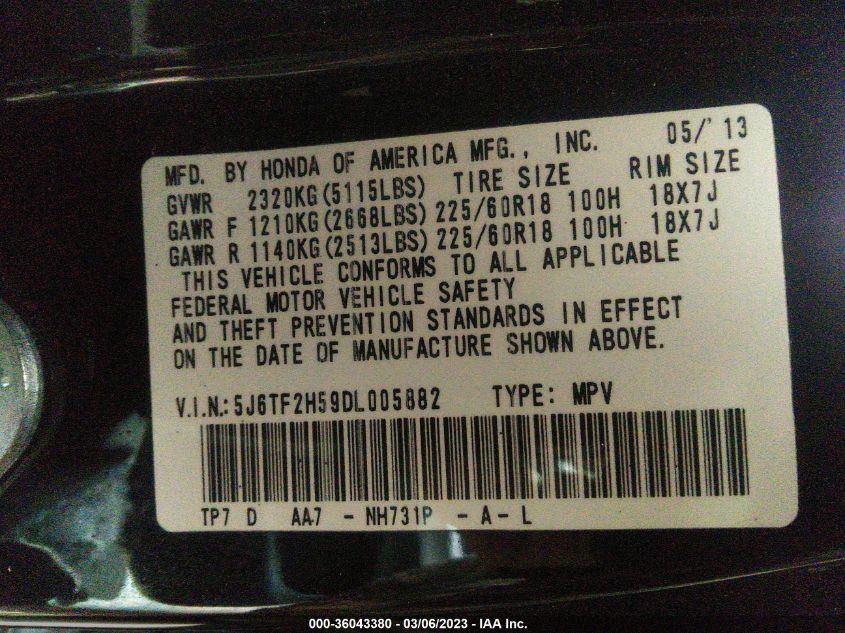 MFD. BY HONDA OF AMERICA MFG., INC. 05/'13
GVWR 2320KG(5115LBS) TIRE SIZE RIM SIZE
GAWR F 1210KG(2668LBS) 225/60R18 100H 18X7J
GAWR R 1140KG(2513LBS) 225/60R18 100H 18X7J
THIS VEHICLE CONFORMS TO ALL APPLICABLE
FEDERAL MOTOR VEHICLE SAFETY
AND THEFT PREVENTION STANDARDS IN EFFECT
ON THE DATE OF MANUFACTURE SHOWN ABOVE.
V.I.N.: 5J6TF2H59DL005882 TYPE: MPV
TP7 D AA7 - NH731P - A - L
000-36043380 - 03/06/2023 - IAA Inc.